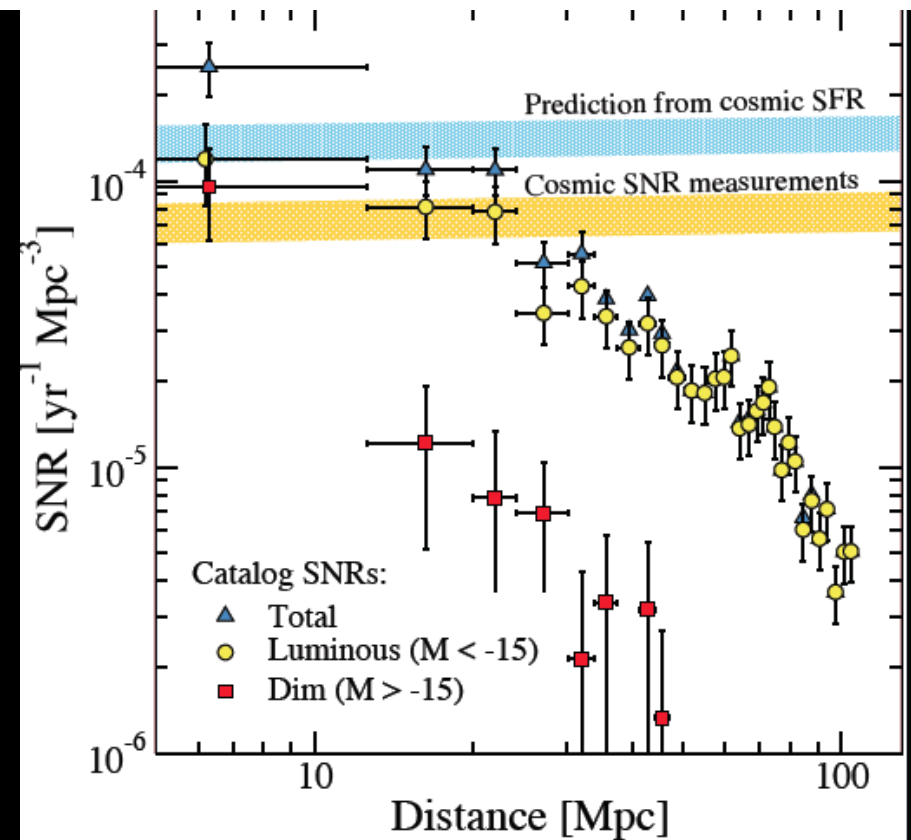 Prediction from cosmic SFR
Cosmic SNR measurements
SNR [yr⁻¹ Mpc⁻³]
10⁻⁴
10⁻⁵
10⁻⁶
Catalog SNRs:
Total
Luminous (M < -15)
Dim (M > -15)
10
100
Distance [Mpc]